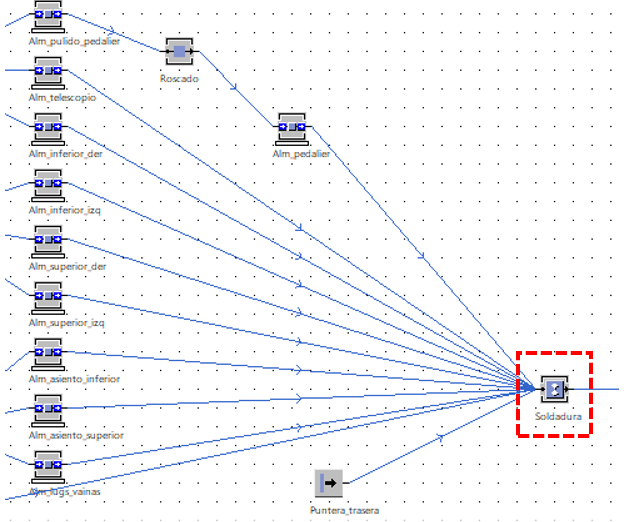 Alm_pulido_pedalier
Roscado
Alm_telescopio
Alm_inferior_der
Alm_pedalier
Alm_inferior_izq
Alm_superior_der
Alm_superior_izq
Alm_asiento_inferior
Soldadura
Alm_asiento_superior
Alm_lugs_vainas
Puntera_trasera